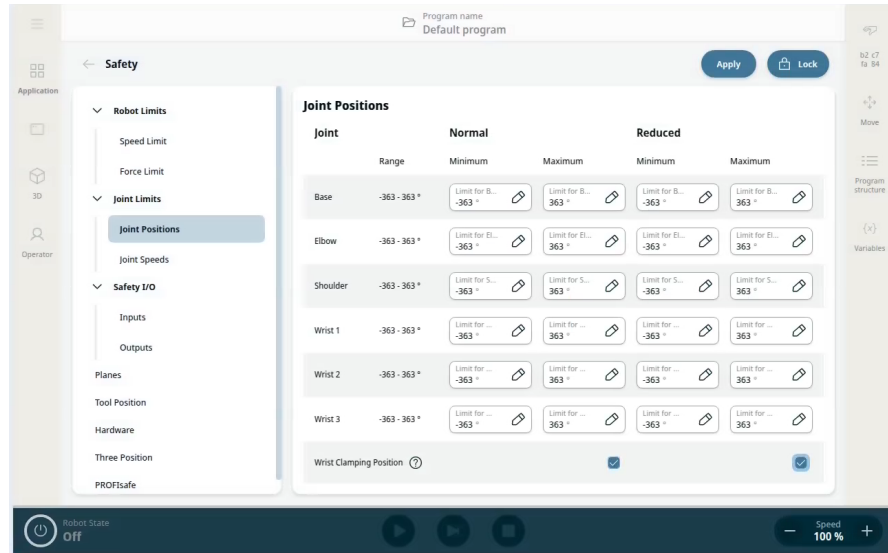 Program name
Default program
Safety
Apply
Lock
b2 c7
fa 84
Application
3D
Operator
Move
Program
structure
{x}
Variables
Robot Limits
Speed Limit
Force Limit
Joint Limits
Joint Positions
Joint Speeds
Safety I/O
Inputs
Outputs
Planes
Tool Position
Hardware
Three Position
PROFIsafe
Joint Positions
Joint Normal Reduced
Range Minimum Maximum Minimum Maximum
Limit for B... Limit for B... Limit for B... Limit for B...
Base -363 - 363 ° -363 ° 363 ° -363 ° 363 °
Limit for El... Limit for El... Limit for El... Limit for El...
Elbow -363 - 363 ° -363 ° 363 ° -363 ° 363 °
Limit for S... Limit for S... Limit for S... Limit for S...
Shoulder -363 - 363 ° -363 ° 363 ° -363 ° 363 °
Limit for ... Limit for ... Limit for ... Limit for ...
Wrist 1 -363 - 363 ° -363 ° 363 ° -363 ° 363 °
Limit for ... Limit for ... Limit for ... Limit for ...
Wrist 2 -363 - 363 ° -363 ° 363 ° -363 ° 363 °
Limit for ... Limit for ... Limit for ... Limit for ...
Wrist 3 -363 - 363 ° -363 ° 363 ° -363 ° 363 °
Wrist Clamping Position ?
Robot State
Off
Speed
− 100 % +